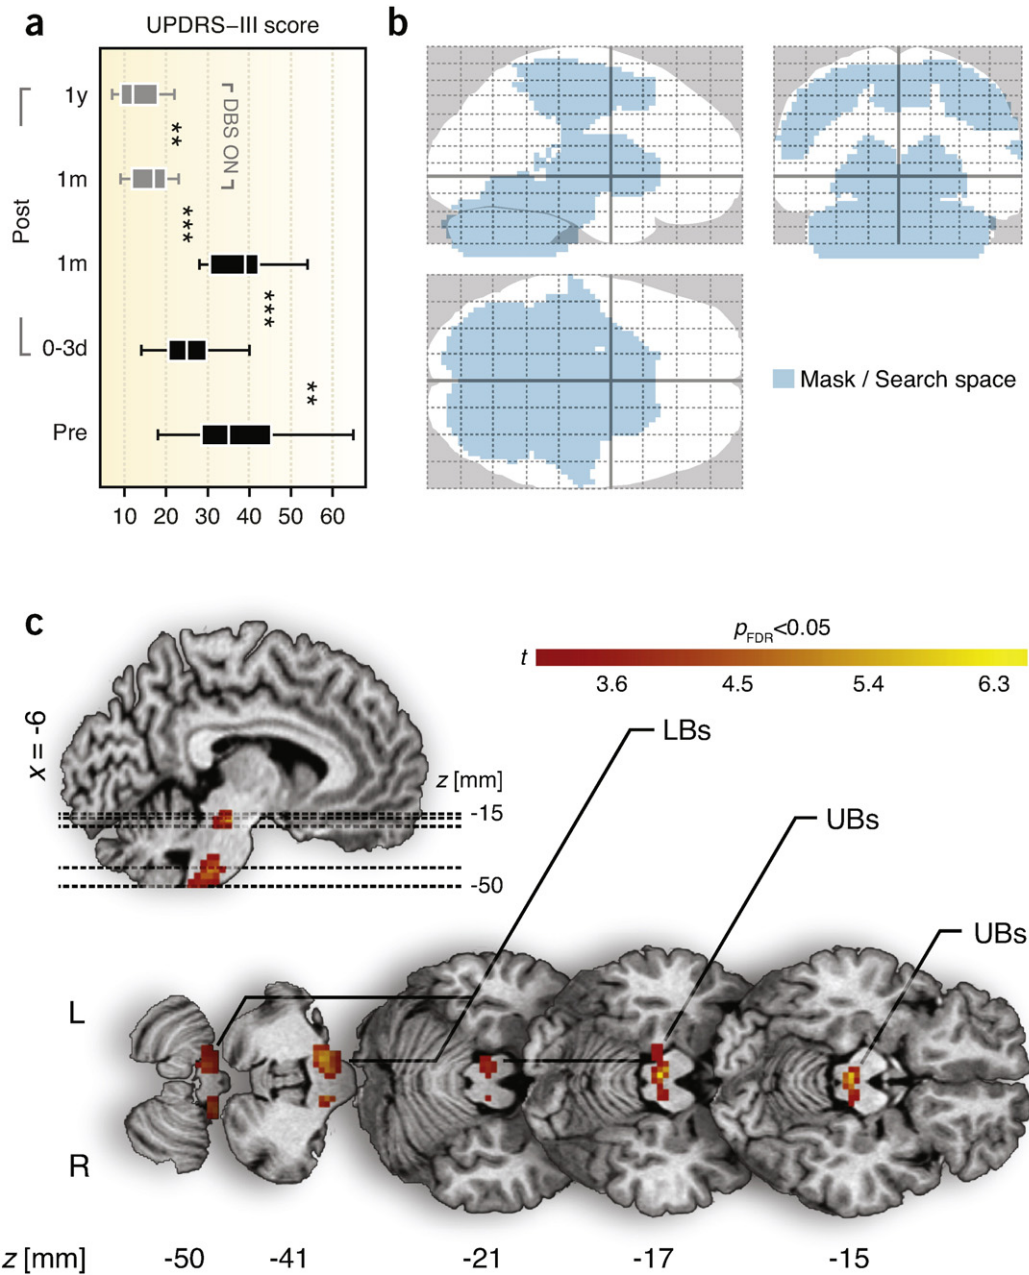 a
UPDRS–III score
1y
**
DBS ON
1m
***
Post
1m
***
0-3d
**
Pre
10 20 30 40 50 60
b
Mask / Search space
c
pFDR<0.05
t
3.6 4.5 5.4 6.3
x = -6
LBs
z [mm]
-15
UBs
-50
UBs
L
R
z [mm] -50 -41 -21 -17 -15